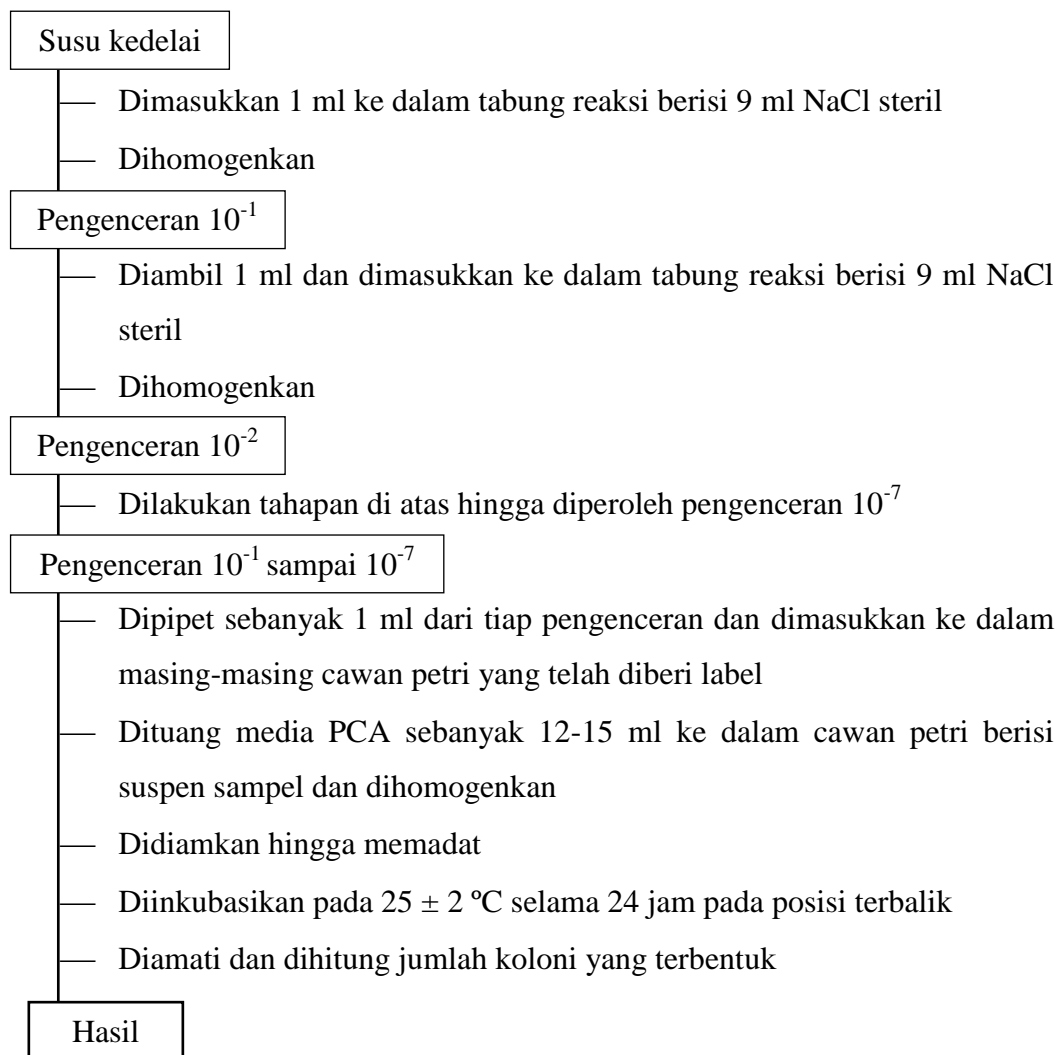 Susu kedelai
Dimasukkan 1 ml ke dalam tabung reaksi berisi 9 ml NaCl steril
Dihomogenkan
Pengenceran 10⁻¹
Diambil 1 ml dan dimasukkan ke dalam tabung reaksi berisi 9 ml NaCl
steril
Dihomogenkan
Pengenceran 10⁻²
Dilakukan tahapan di atas hingga diperoleh pengenceran 10⁻⁷
Pengenceran 10⁻¹ sampai 10⁻⁷
Dipipet sebanyak 1 ml dari tiap pengenceran dan dimasukkan ke dalam
masing-masing cawan petri yang telah diberi label
Dituang media PCA sebanyak 12-15 ml ke dalam cawan petri berisi
suspen sampel dan dihomogenkan
Didiamkan hingga memadat
Diinkubasikan pada 25 ± 2 ºC selama 24 jam pada posisi terbalik
Diamati dan dihitung jumlah koloni yang terbentuk
Hasil